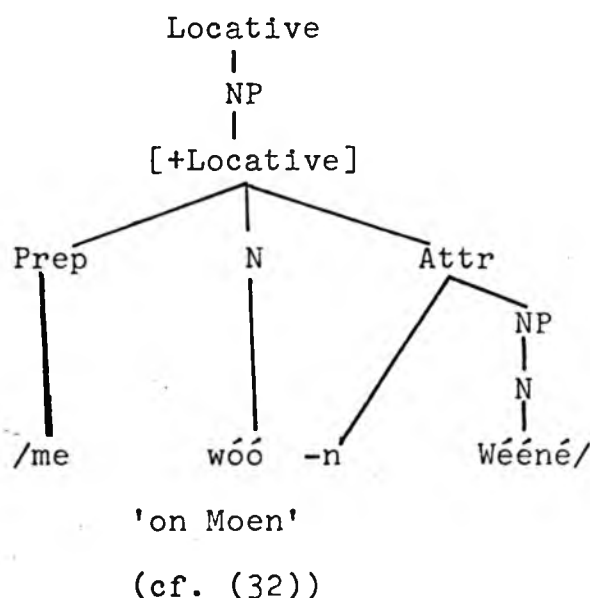 Locative
NP
[+Locative]
Prep N Attr
NP
N
/me wóó -n Wééné/
'on Moen'
(cf. (32))